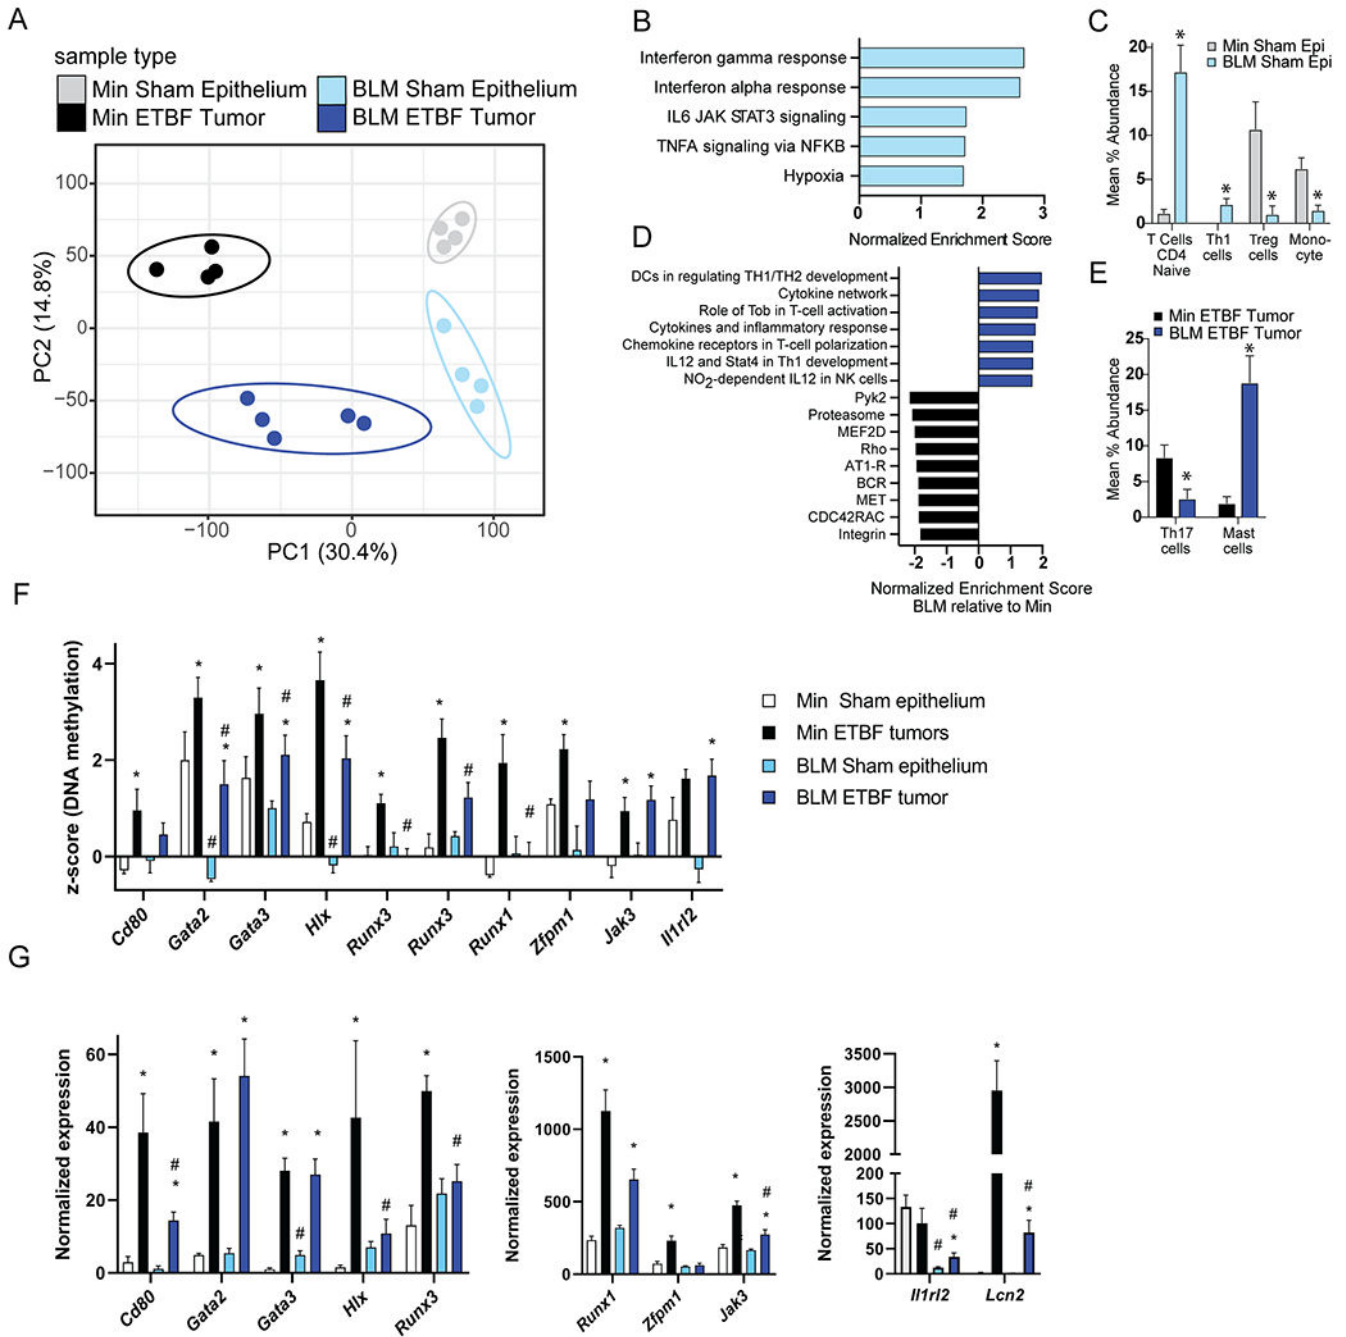 A
sample type
Min Sham Epithelium
BLM Sham Epithelium
Min ETBF Tumor
BLM ETBF Tumor
PC2 (14.8%)
100
50
0
−50
−100
−100
0
100
PC1 (30.4%)
B
Interferon gamma response
Interferon alpha response
IL6 JAK STAT3 signaling
TNFA signaling via NFKB
Hypoxia
0
1
2
3
Normalized Enrichment Score
C
Min Sham Epi
BLM Sham Epi
Mean % Abundance
20
15
10
5
0
*
*
*
*
T Cells
CD4
Naive
Th1
cells
Treg
cells
Mono-
cyte
D
DCs in regulating TH1/TH2 development
Cytokine network
Role of Tob in T-cell activation
Cytokines and inflammatory response
Chemokine receptors in T-cell polarization
IL12 and Stat4 in Th1 development
NO2-dependent IL12 in NK cells
Pyk2
Proteasome
MEF2D
Rho
AT1-R
BCR
MET
CDC42RAC
Integrin
-2
-1
0
1
2
Normalized Enrichment Score
BLM relative to Min
E
Min ETBF Tumor
BLM ETBF Tumor
Mean % Abundance
25
20
15
10
5
0
*
*
Th17
cells
Mast
cells
F
z-score (DNA methylation)
4
2
0
*
*
#
#
*
*
#
*
*
#
#
*
*
#
*
#
*
#
*
*
*
*
Cd80
Gata2
Gata3
Hlx
Runx3
Runx3
Runx1
Zfpm1
Jak3
Il1rl2
Min Sham epithelium
Min ETBF tumors
BLM Sham epithelium
BLM ETBF tumor
G
Normalized expression
60
40
20
0
*
#
*
*
*
*
#
*
*
#
*
#
Cd80
Gata2
Gata3
Hlx
Runx3
Normalized expression
1500
1000
500
0
*
*
*
*
#
*
Runx1
Zfpm1
Jak3
Normalized expression
3500
3000
2500
2000
200
150
100
50
0
#
#
*
*
#
*
Il1rl2
Lcn2